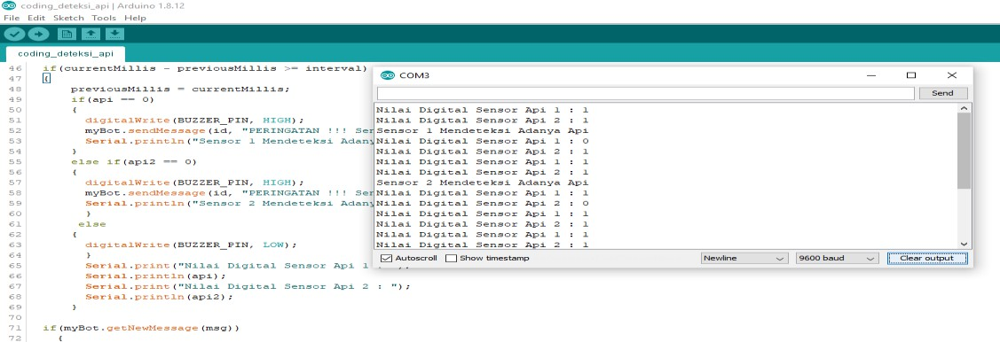 coding_deteksi_api | Arduino 1.8.12
File Edit Sketch Tools Help
coding_deteksi_api
46 if(currentMillis - previousMillis >= interval)
47 {
48 previousMillis = currentMillis;
49 if(api == 0)
50 {
51 digitalWrite(BUZZER_PIN, HIGH);
52 myBot.sendMessage(id, "PERINGATAN !!! Ser
53 Serial.println("Sensor 1 Mendeteksi Adany
54 }
55 else if(api2 == 0)
56 {
57 digitalWrite(BUZZER_PIN, HIGH);
58 myBot.sendMessage(id, "PERINGATAN !!! Ser
59 Serial.println("Sensor 2 Mendeteksi Adany
60 }
61 else
62 {
63 digitalWrite(BUZZER_PIN, LOW);
64 }
65 Serial.print("Nilai Digital Sensor Api 1
66 Serial.println(api);
67 Serial.print("Nilai Digital Sensor Api 2 : ");
68 Serial.println(api2);
69 }
70
71 if(myBot.getNewMessage(msg))
72 {
COM3
Send
Nilai Digital Sensor Api 1 : 1
Nilai Digital Sensor Api 2 : 1
Sensor 1 Mendeteksi Adanya Api
Nilai Digital Sensor Api 1 : 0
Nilai Digital Sensor Api 2 : 1
Nilai Digital Sensor Api 1 : 1
Nilai Digital Sensor Api 2 : 1
Sensor 2 Mendeteksi Adanya Api
Nilai Digital Sensor Api 1 : 1
Nilai Digital Sensor Api 2 : 0
Nilai Digital Sensor Api 1 : 1
Nilai Digital Sensor Api 2 : 1
Nilai Digital Sensor Api 1 : 1
Nilai Digital Sensor Api 2 : 1
Autoscroll Show timestamp Newline 9600 baud Clear output